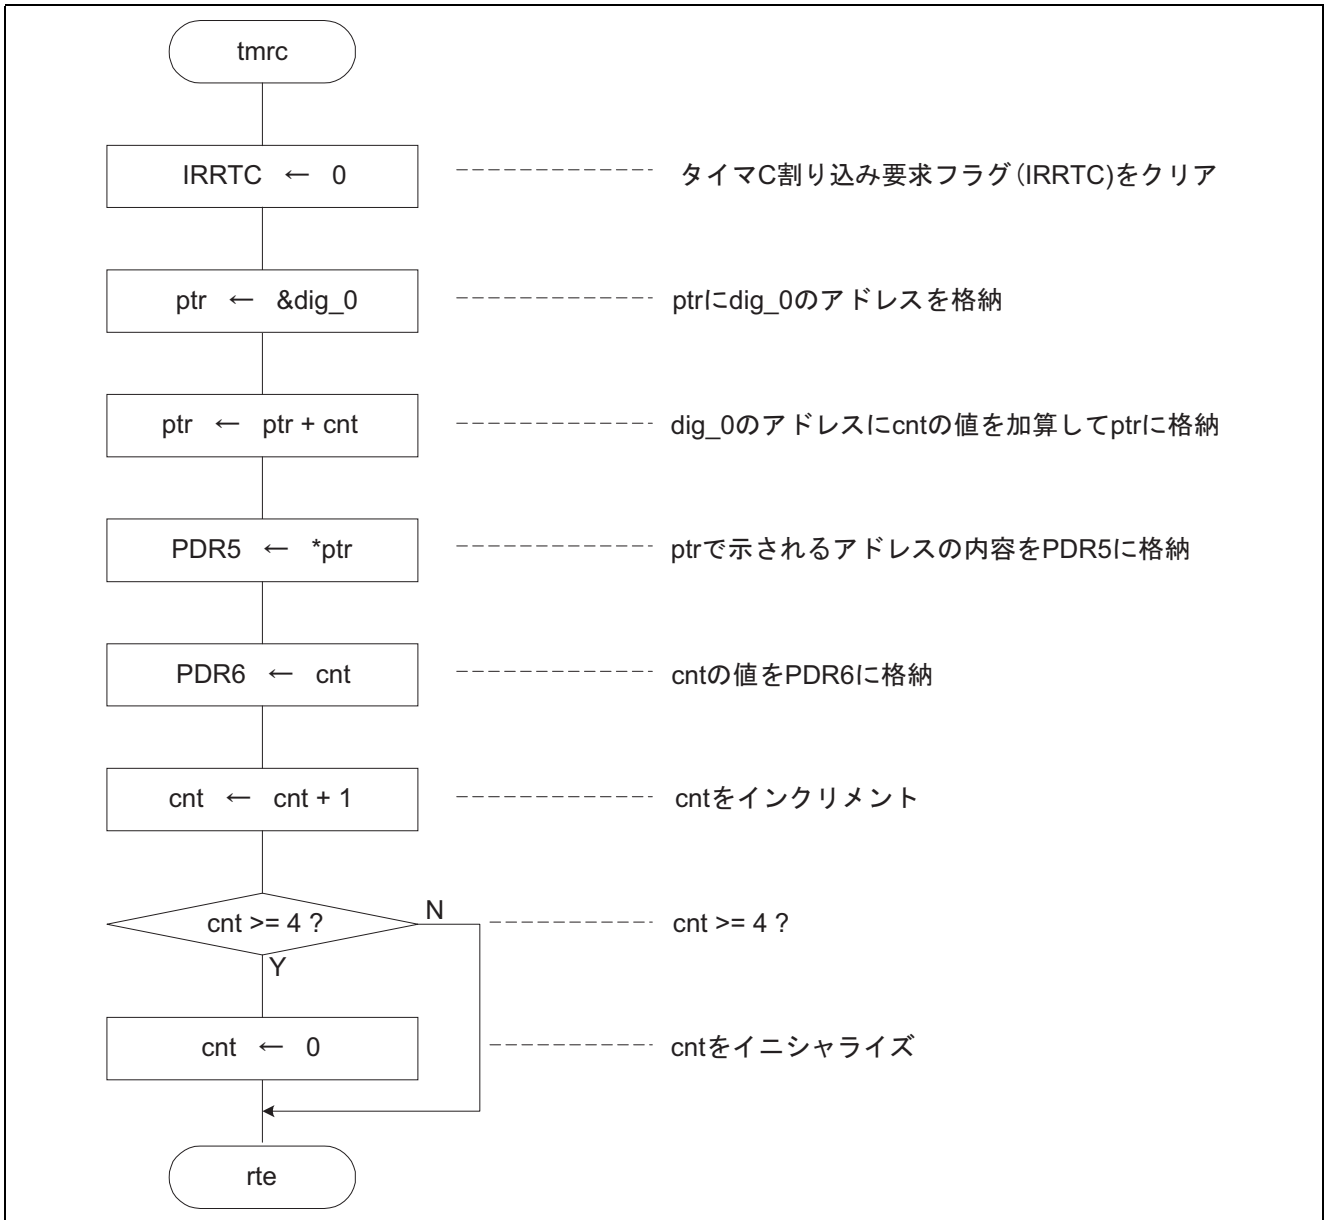 tmrc
IRRTC ← 0
タイマC割り込み要求フラグ(IRRTC)をクリア
ptr ← &dig_0
ptrにdig_0のアドレスを格納
ptr ← ptr + cnt
dig_0のアドレスにcntの値を加算してptrに格納
PDR5 ← *ptr
ptrで示されるアドレスの内容をPDR5に格納
PDR6 ← cnt
cntの値をPDR6に格納
cnt ← cnt + 1
cntをインクリメント
cnt >= 4 ?
N
cnt >= 4 ?
Y
cnt ← 0
cntをイニシャライズ
rte